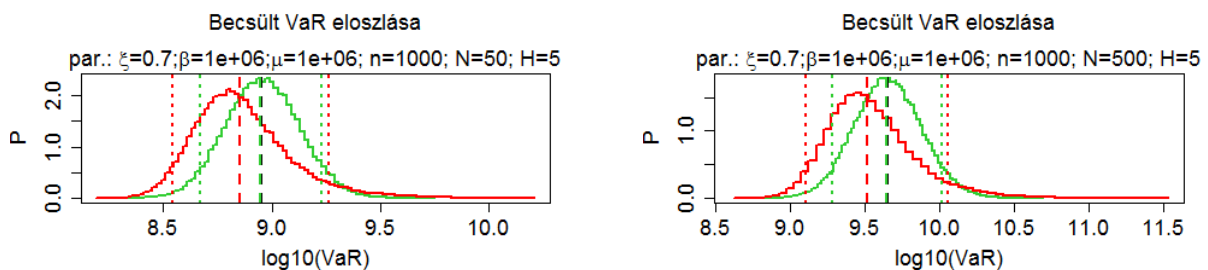 Becsült VaR eloszlása
par.: ξ=0.7;β=1e+06;μ=1e+06; n=1000; N=50; H=5
P
0.0 1.0 2.0
8.5 9.0 9.5 10.0
log10(VaR)
Becsült VaR eloszlása
par.: ξ=0.7;β=1e+06;μ=1e+06; n=1000; N=500; H=5
P
0.0 1.0
8.5 9.0 9.5 10.0 10.5 11.0 11.5
log10(VaR)